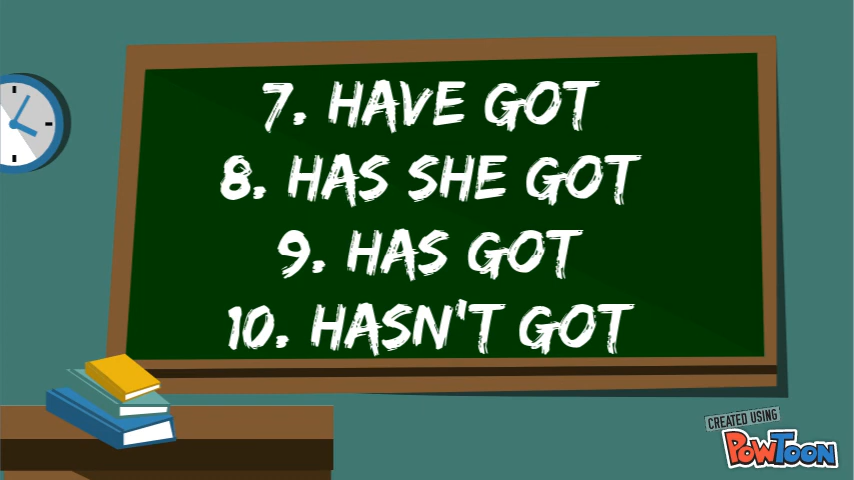 7. HAVE GOT
8. HAS SHE GOT
9. HAS GOT
10. HASN'T GOT
CREATED USING
POWTOON